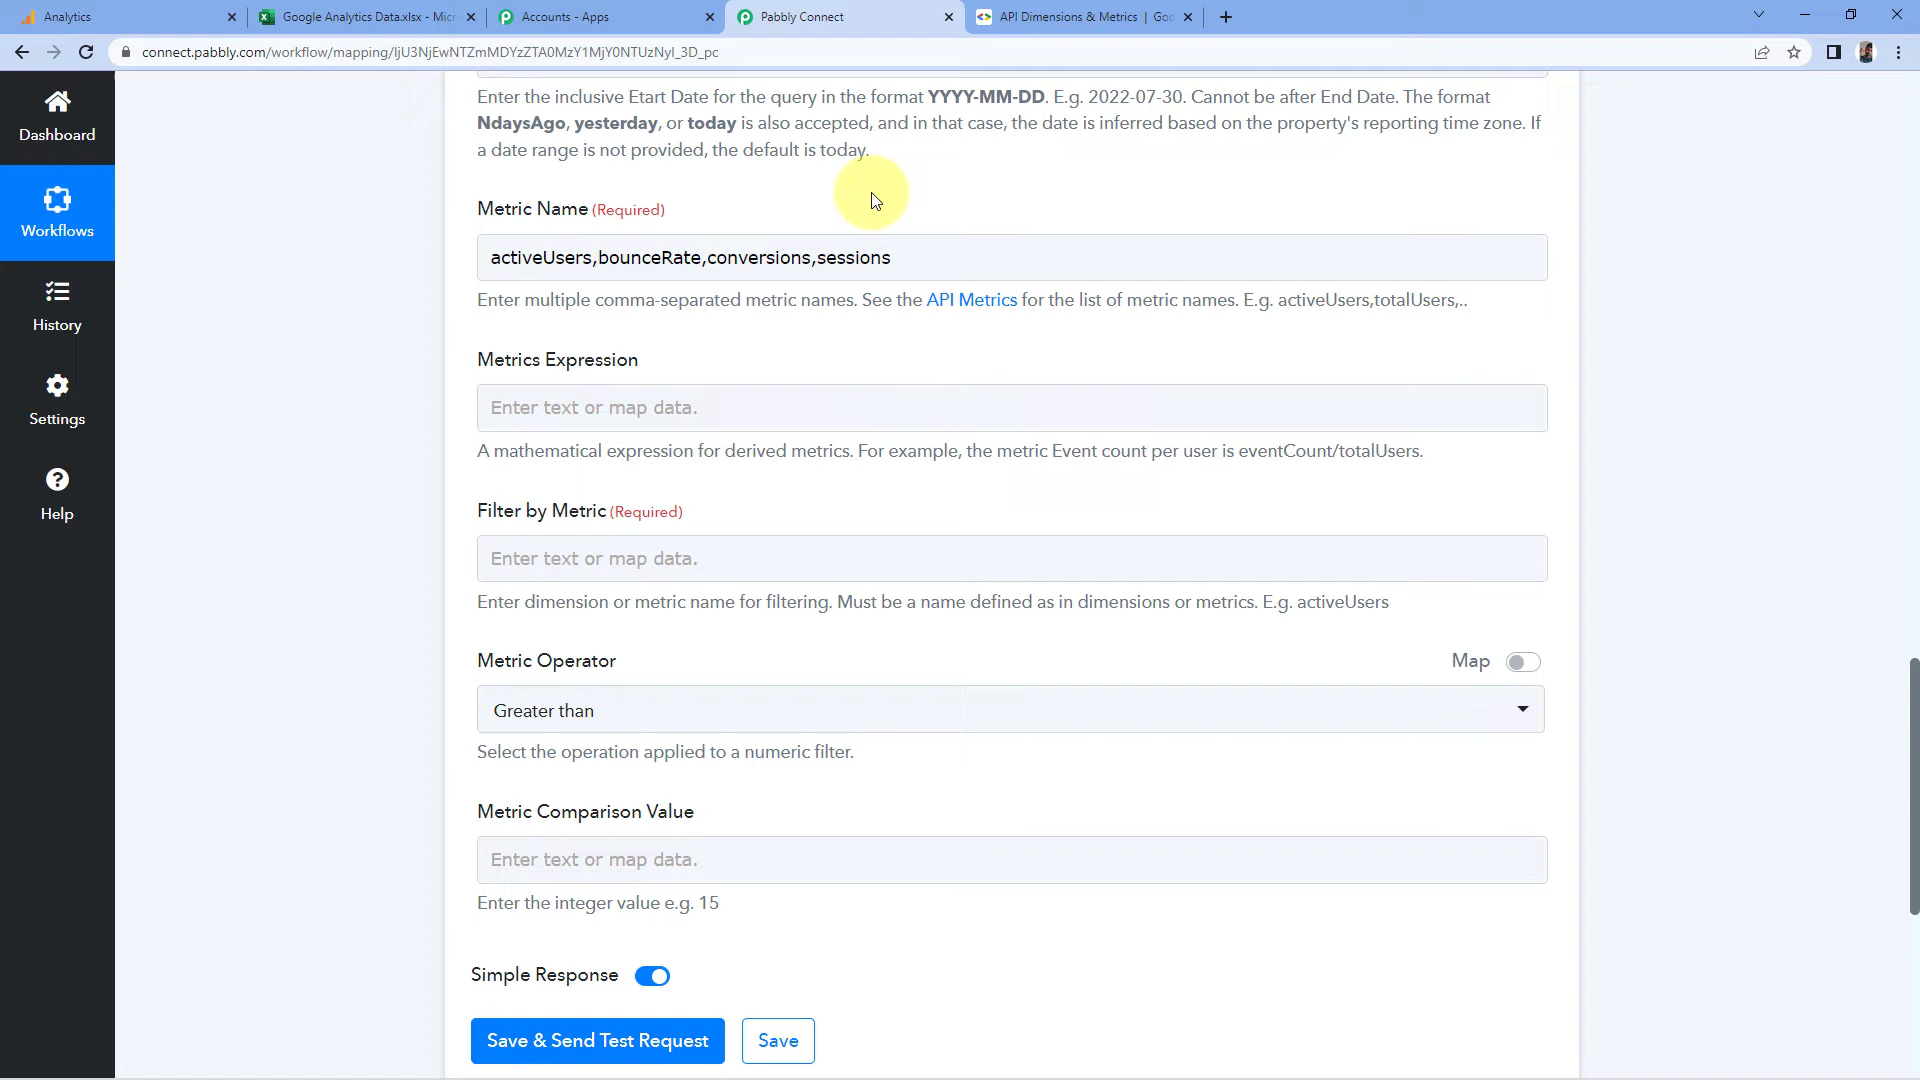 Analytics
Google Analytics Data.xlsx - Micr
Accounts - Apps
Pabbly Connect
API Dimensions & Metrics | Goo
connect.pabbly.com/workflow/mapping/IjU3NjEwNTZmMDYzZTA0MzY1MjY0NTUzNyI_3D_pc
Dashboard
Workflows
History
Settings
Help
Enter the inclusive Etart Date for the query in the format YYYY-MM-DD. E.g. 2022-07-30. Cannot be after End Date. The format
NdaysAgo, yesterday, or today is also accepted, and in that case, the date is inferred based on the property's reporting time zone. If
a date range is not provided, the default is today.
Metric Name (Required)
activeUsers,bounceRate,conversions,sessions
Enter multiple comma-separated metric names. See the API Metrics for the list of metric names. E.g. activeUsers,totalUsers,..
Metrics Expression
Enter text or map data.
A mathematical expression for derived metrics. For example, the metric Event count per user is eventCount/totalUsers.
Filter by Metric (Required)
Enter text or map data.
Enter dimension or metric name for filtering. Must be a name defined as in dimensions or metrics. E.g. activeUsers
Metric Operator
Map
Greater than
Select the operation applied to a numeric filter.
Metric Comparison Value
Enter text or map data.
Enter the integer value e.g. 15
Simple Response
Save & Send Test Request
Save